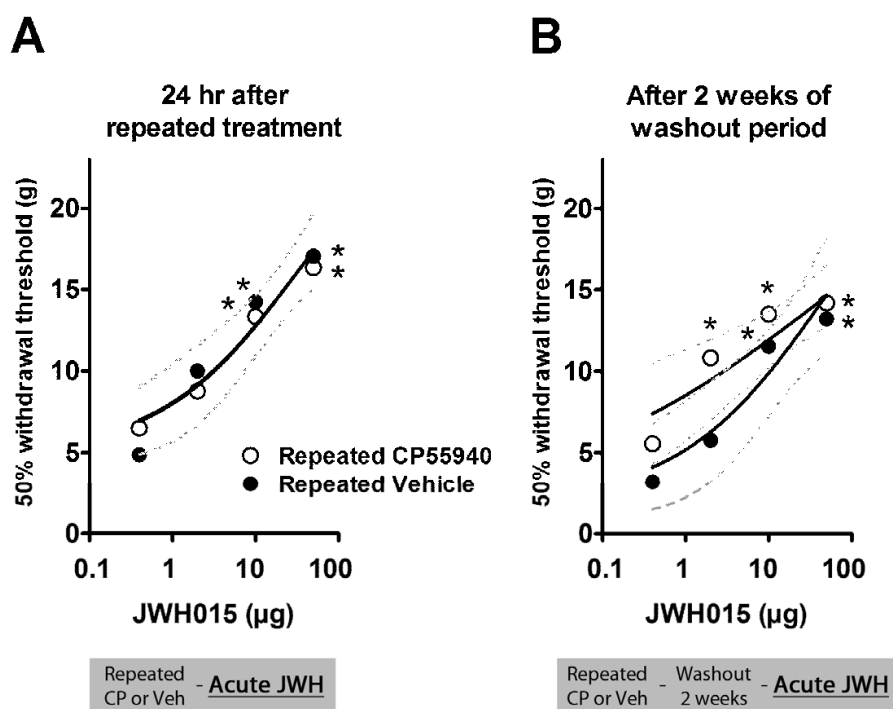 A
24 hr after
repeated treatment
50% withdrawal threshold (g)
20
15
10
5
0
* *
* *
○ Repeated CP55940
● Repeated Vehicle
0.1 1 10 100
JWH015 (µg)
Repeated
CP or Veh - Acute JWH
B
After 2 weeks of
washout period
50% withdrawal threshold (g)
20
15
10
5
0
* * *
* *
0.1 1 10 100
JWH015 (µg)
Repeated
CP or Veh - Washout
2 weeks - Acute JWH